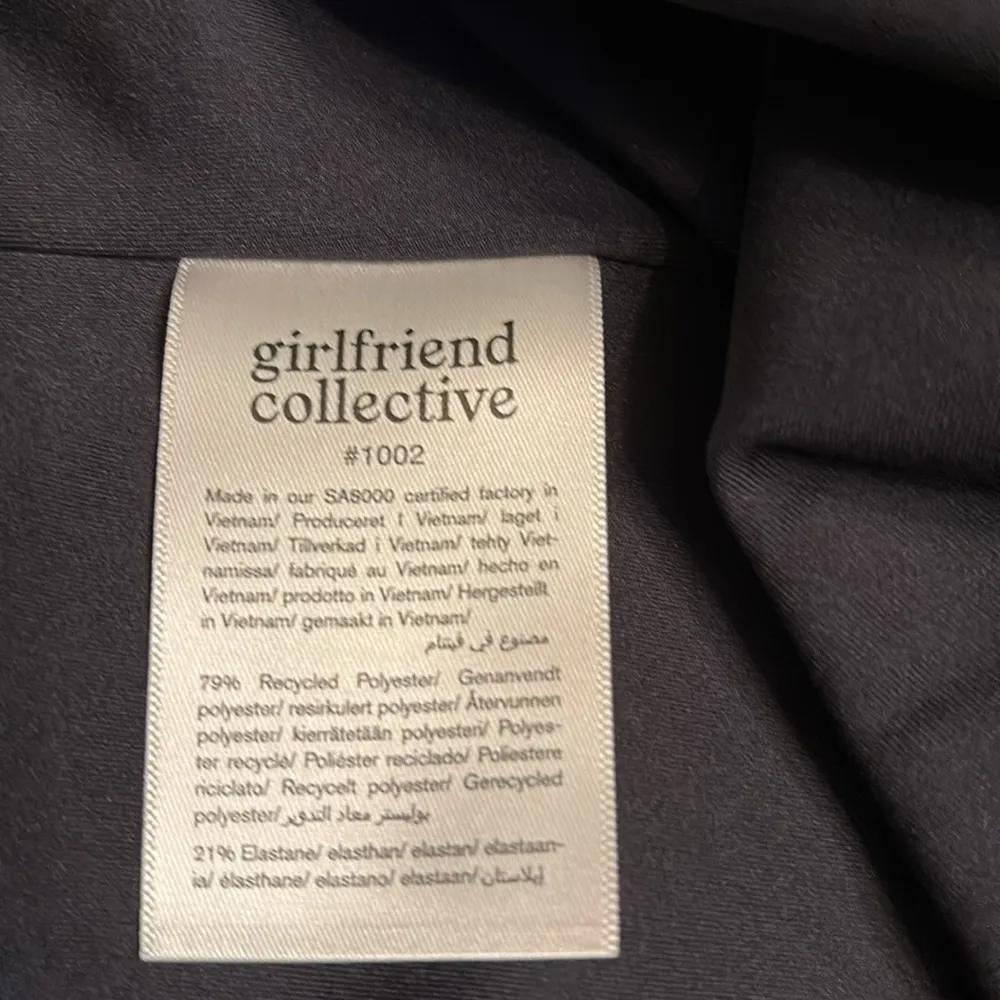 girlfriend
collective
#1002
Made in our SA8000 certified factory in
Vietnam/ Produceret i Vietnam/ laget i
Vietnam/ Tillverkad i Vietnam/ tehty Viet-
namissa/ fabriqué au Vietnam/ hecho en
Vietnam/ prodotto in Vietnam/ Hergestellt
in Vietnam/ gemaakt in Vietnam/
مصنوع في فيتنام
79% Recycled Polyester/ Genanvendt
polyester/ resirkulert polyester/ Återvunnen
polyester/ kierrätetään polyesteri/ Polyes-
ter recyclé/ Poliéster reciclado/ Poliestere
riciclato/ Recycelt polyester/ Gerecycled
polyester/ بوليستر معاد التدوير
21% Elastane/ elasthan/ elastan/ elastaan-
ia/ élasthane/ elastano/ elastaan/ إيلاستان